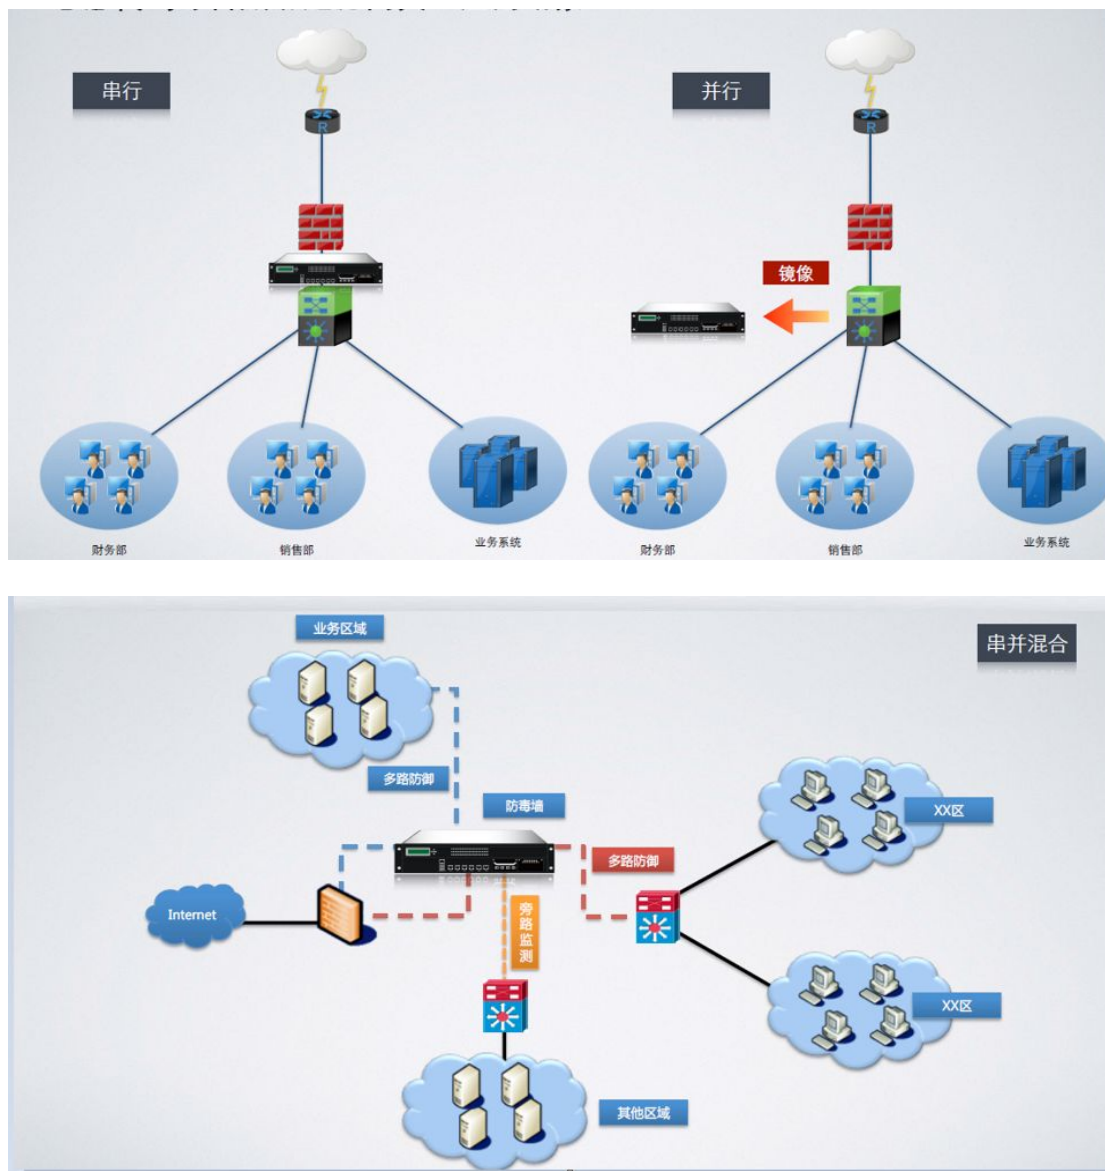 串行
并行
R
R
镜像
财务部
销售部
业务系统
财务部
销售部
业务系统
业务区域
串并混合
多路防御
防毒墙
XX区
多路防御
Internet
旁路监测
XX区
其他区域